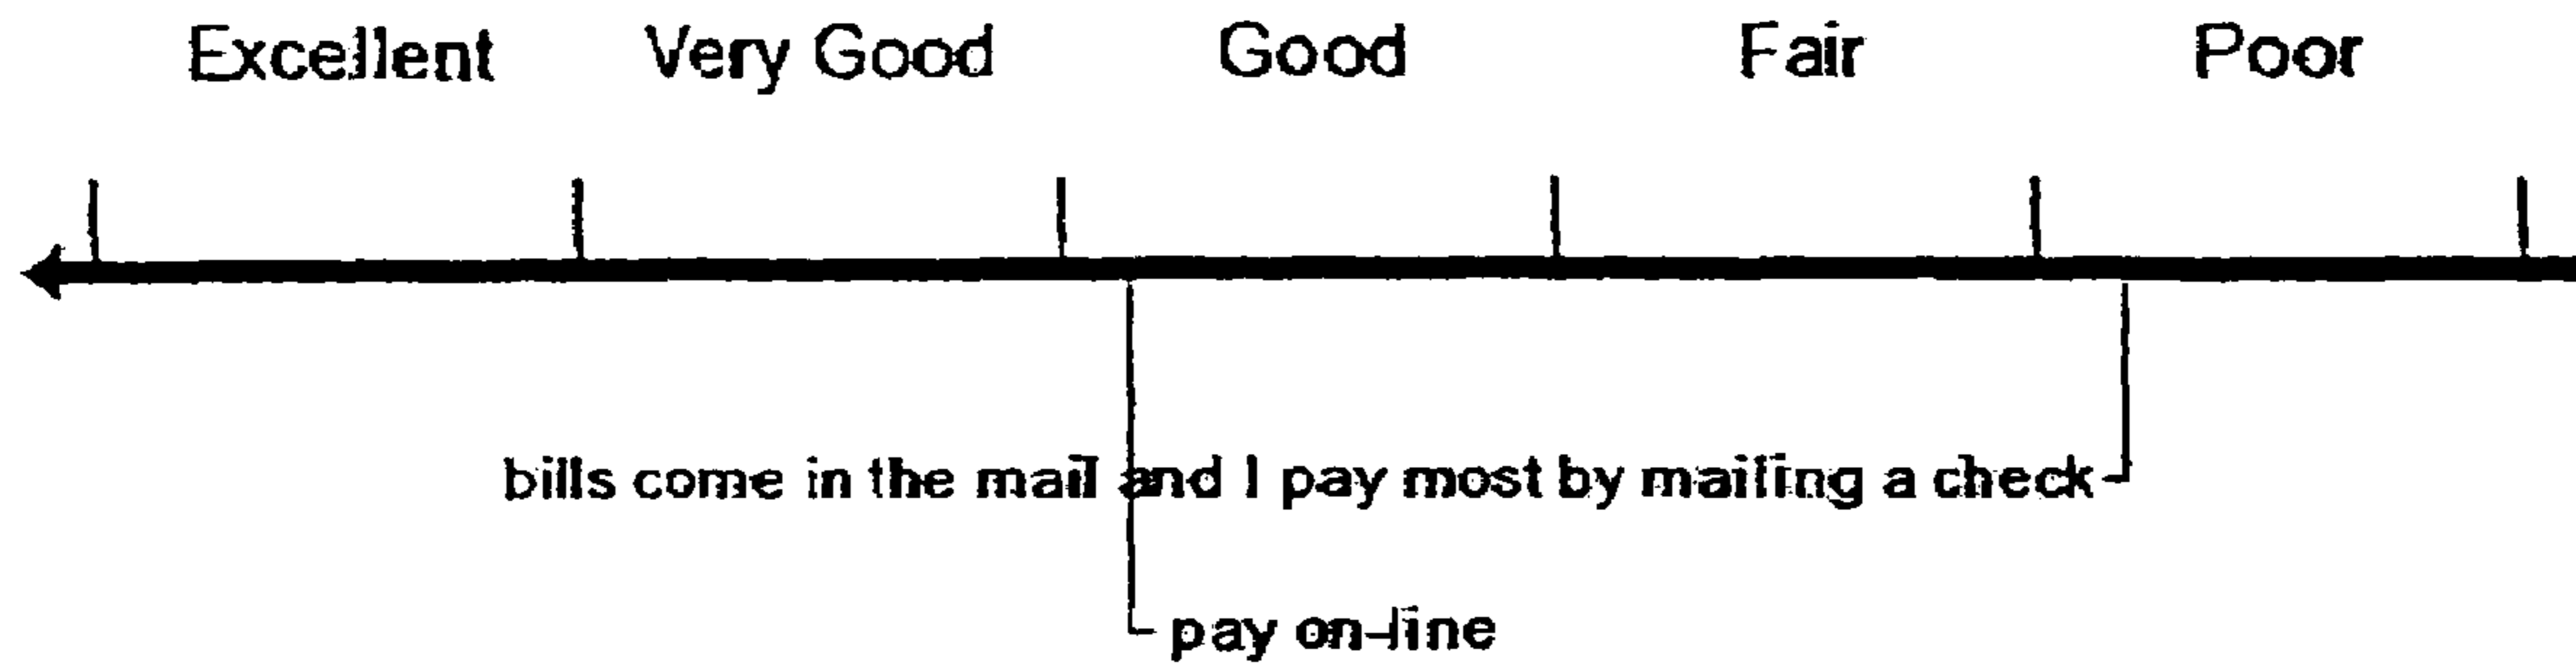 Excellent Very Good Good Fair Poor
bills come in the mail and I pay most by mailing a check
pay on-line